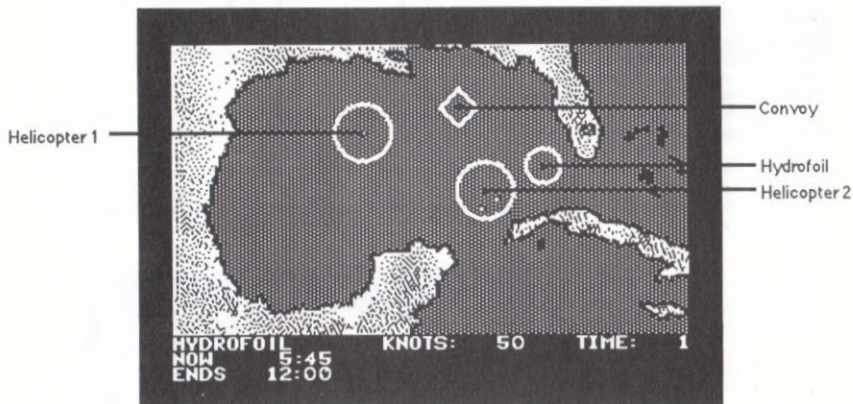 Convoy
Helicopter 1
Hydrofoil
Helicopter 2
HYDROFOIL KNOTS: 50 TIME: 1
NOW 5:45
ENDS 12:00